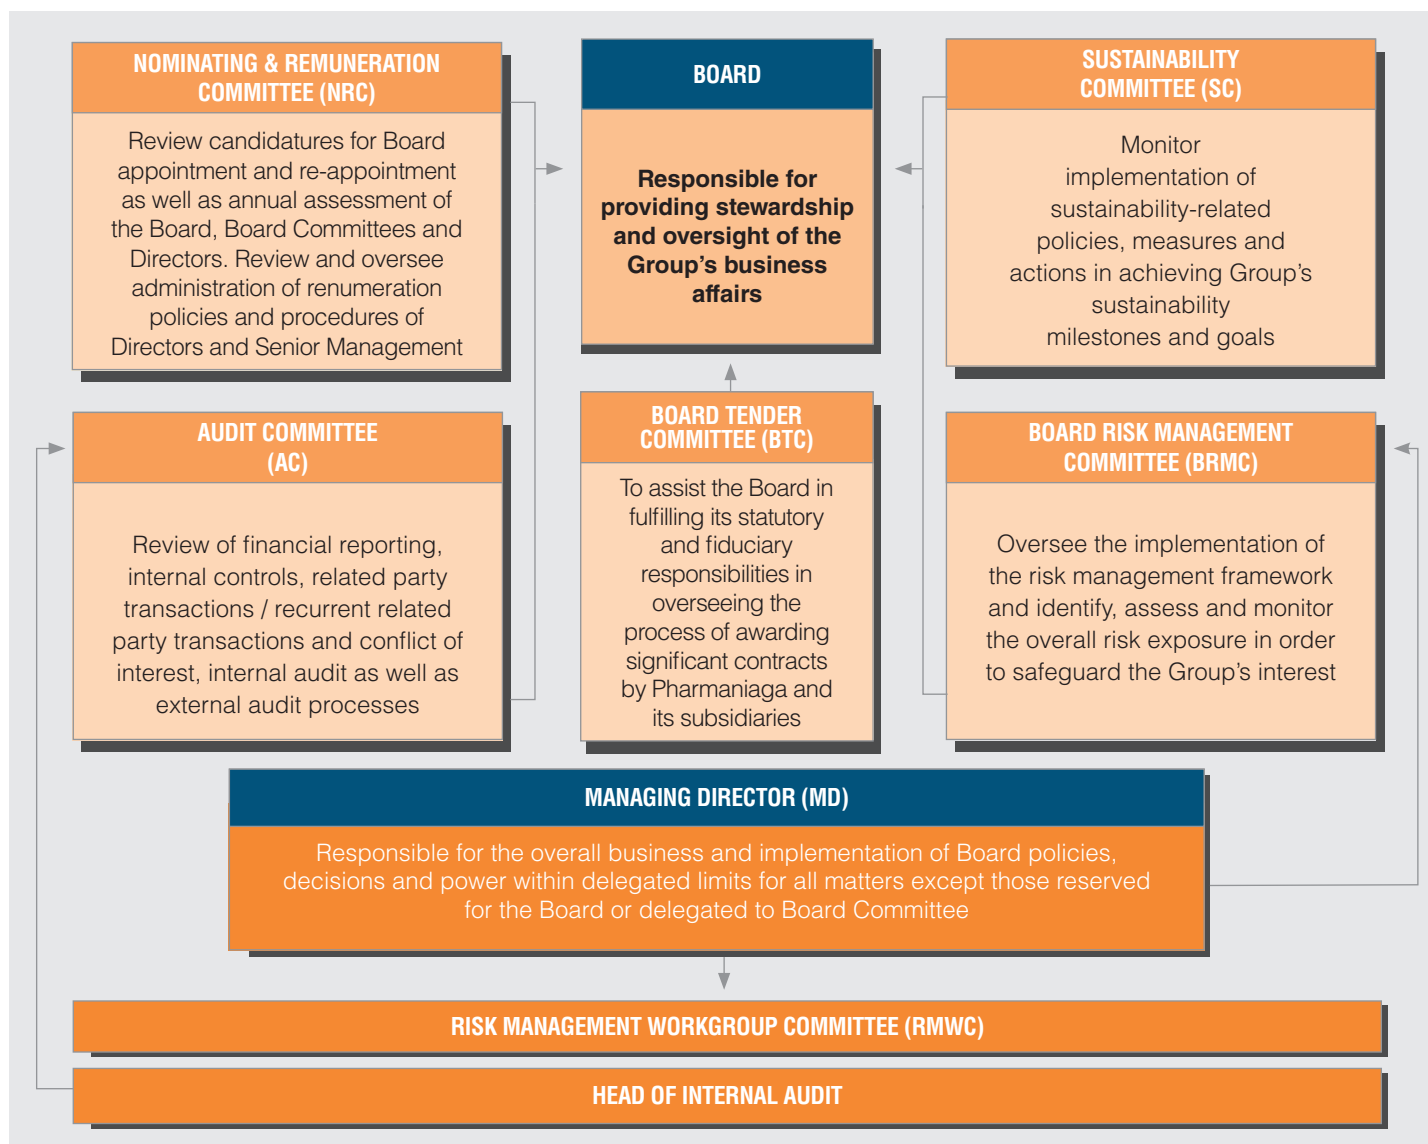 NOMINATING & REMUNERATION
COMMITTEE (NRC)
Review candidatures for Board
appointment and re-appointment
as well as annual assessment of
the Board, Board Committees and
Directors. Review and oversee
administration of renumeration
policies and procedures of
Directors and Senior Management
BOARD
Responsible for
providing stewardship
and oversight of the
Group’s business
affairs
SUSTAINABILITY
COMMITTEE (SC)
Monitor
implementation of
sustainability-related
policies, measures and
actions in achieving Group’s
sustainability
milestones and goals
AUDIT COMMITTEE
(AC)
Review of financial reporting,
internal controls, related party
transactions / recurrent related
party transactions and conflict of
interest, internal audit as well as
external audit processes
BOARD TENDER
COMMITTEE (BTC)
To assist the Board in
fulfilling its statutory
and fiduciary
responsibilities in
overseeing the
process of awarding
significant contracts
by Pharmaniaga and
its subsidiaries
BOARD RISK MANAGEMENT
COMMITTEE (BRMC)
Oversee the implementation of
the risk management framework
and identify, assess and monitor
the overall risk exposure in order
to safeguard the Group’s interest
MANAGING DIRECTOR (MD)
Responsible for the overall business and implementation of Board policies,
decisions and power within delegated limits for all matters except those reserved
for the Board or delegated to Board Committee
RISK MANAGEMENT WORKGROUP COMMITTEE (RMWC)
HEAD OF INTERNAL AUDIT